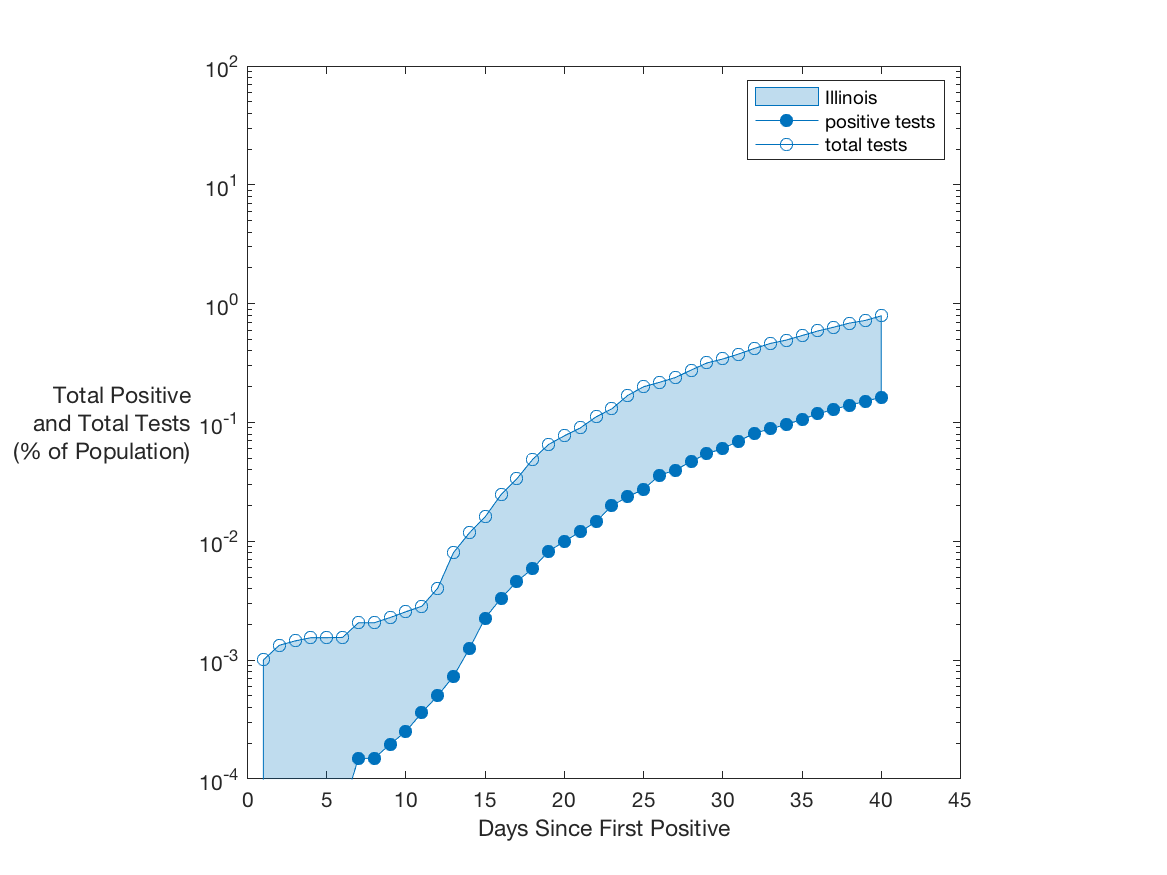 10^2
10^1
10^0
10^-1
10^-2
10^-3
10^-4
Total Positive
and Total Tests
(% of Population)
Illinois
positive tests
total tests
0 5 10 15 20 25 30 35 40 45
Days Since First Positive